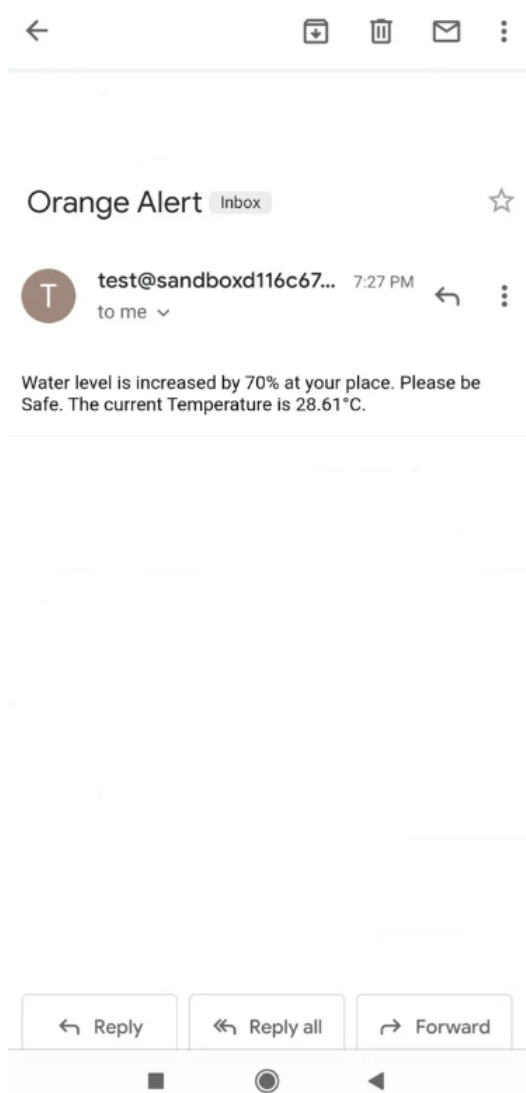 Orange Alert Inbox
T
test@sandboxd116c67... 7:27 PM
to me
Water level is increased by 70% at your place. Please be
Safe. The current Temperature is 28.61°C.
Reply Reply all Forward